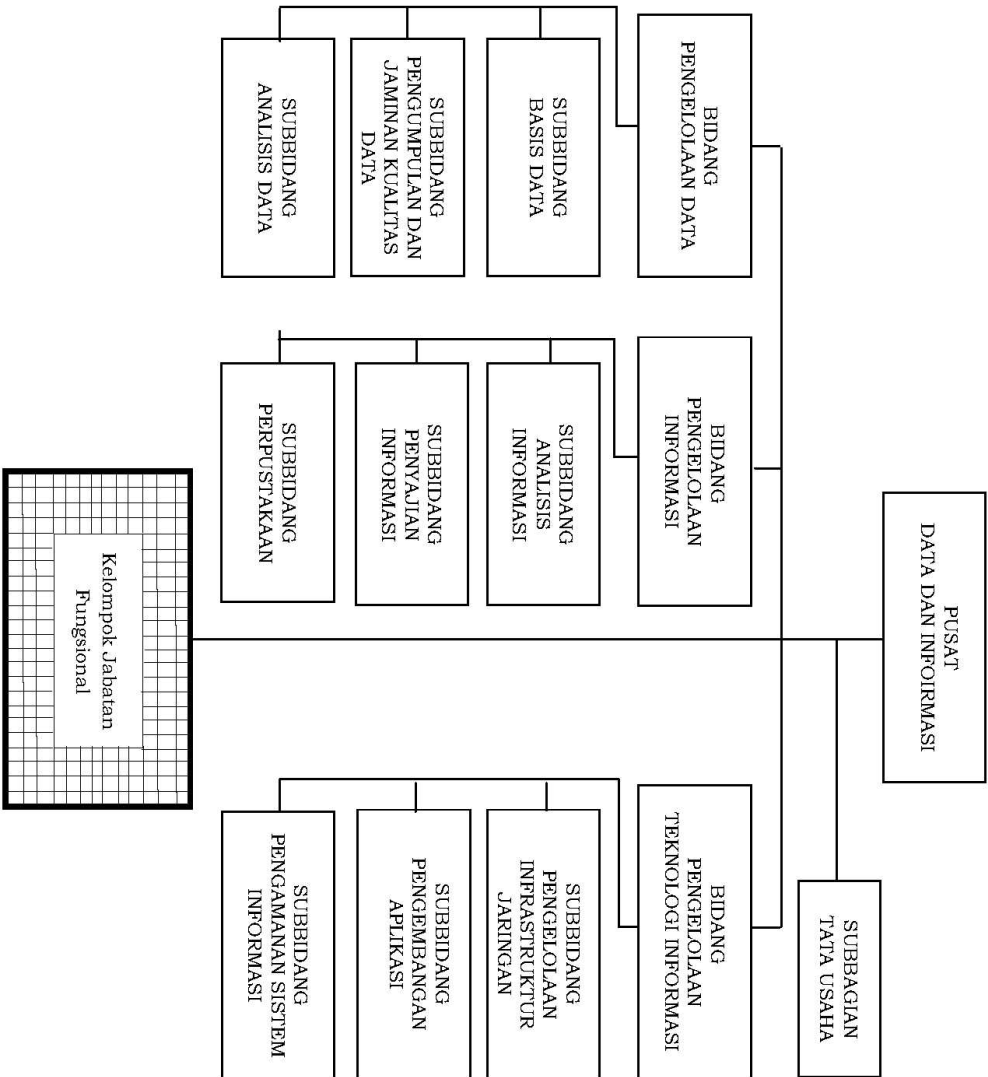 PUSAT
DATA DAN INFOIRMASI
SUBBAGIAN
TATA USAHA
BIDANG
PENGELOLAAN DATA
BIDANG
PENGELOLAAN
INFORMASI
BIDANG
PENGELOLAAN
TEKNOLOGI INFORMASI
SUBBIDANG
BASIS DATA
SUBBIDANG
ANALISIS
INFORMASI
SUBBIDANG
PENGELOLAAN
INFRASTRUKTUR
JARINGAN
SUBBIDANG
PENGUMPULAN DAN
JAMINAN KUALITAS
DATA
SUBBIDANG
PENYAJIAN
INFORMASI
SUBBIDANG
PENGEMBANGAN
APLIKASI
SUBBIDANG
ANALISIS DATA
SUBBIDANG
PERPUSTAKAAN
SUBBIDANG
PENGAMANAN SISTEM
INFORMASI
Kelompok Jabatan
Fungsional